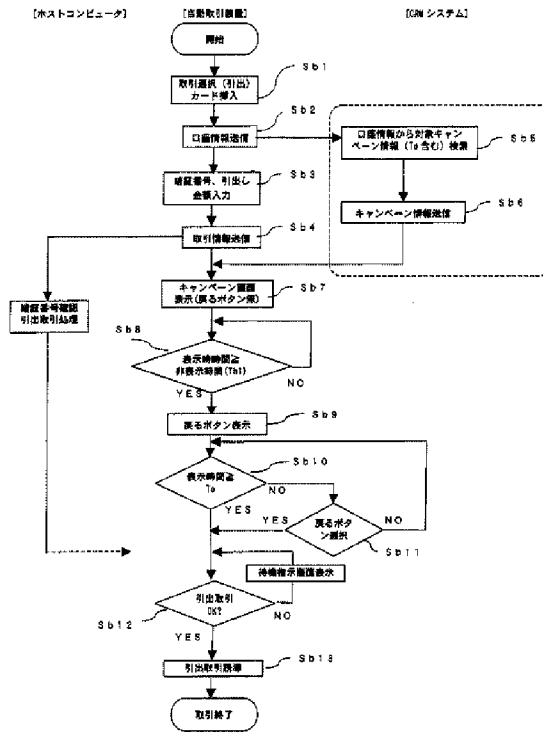 [ホストコンピュータ]
[自動取引装置]
[CRMシステム]
開始
Sb1
取引選択(引出)
カード挿入
Sb2
口座情報送信
口座情報から対象キャン
ペーン情報(To含む)検索
Sb5
Sb3
暗証番号、引出し
金額入力
Sb6
キャンペーン情報送信
Sb4
取引情報送信
キャンペーン画面
表示(戻るボタン無)
Sb7
暗証番号確認
引出取引処理
Sb8
表示時時間≧
非表示時間(Th1)
NO
YES
Sb9
戻るボタン表示
Sb10
表示時間≧
To
NO
YES
YES
戻るボタ
ン選択
NO
Sb11
待機指示画面表示
引出取引
OK?
Sb12
NO
YES
Sb13
引出取引媒体
取引終了